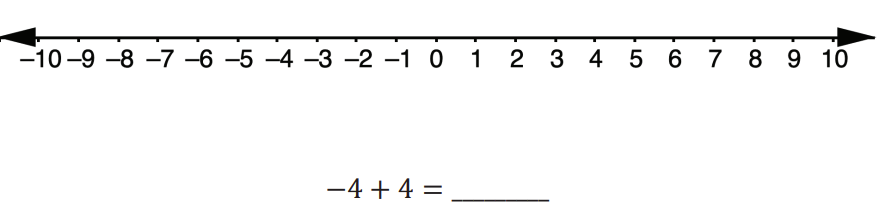 –10 –9 –8 –7 –6 –5 –4 –3 –2 –1 0 1 2 3 4 5 6 7 8 9 10
−4 + 4 = ________